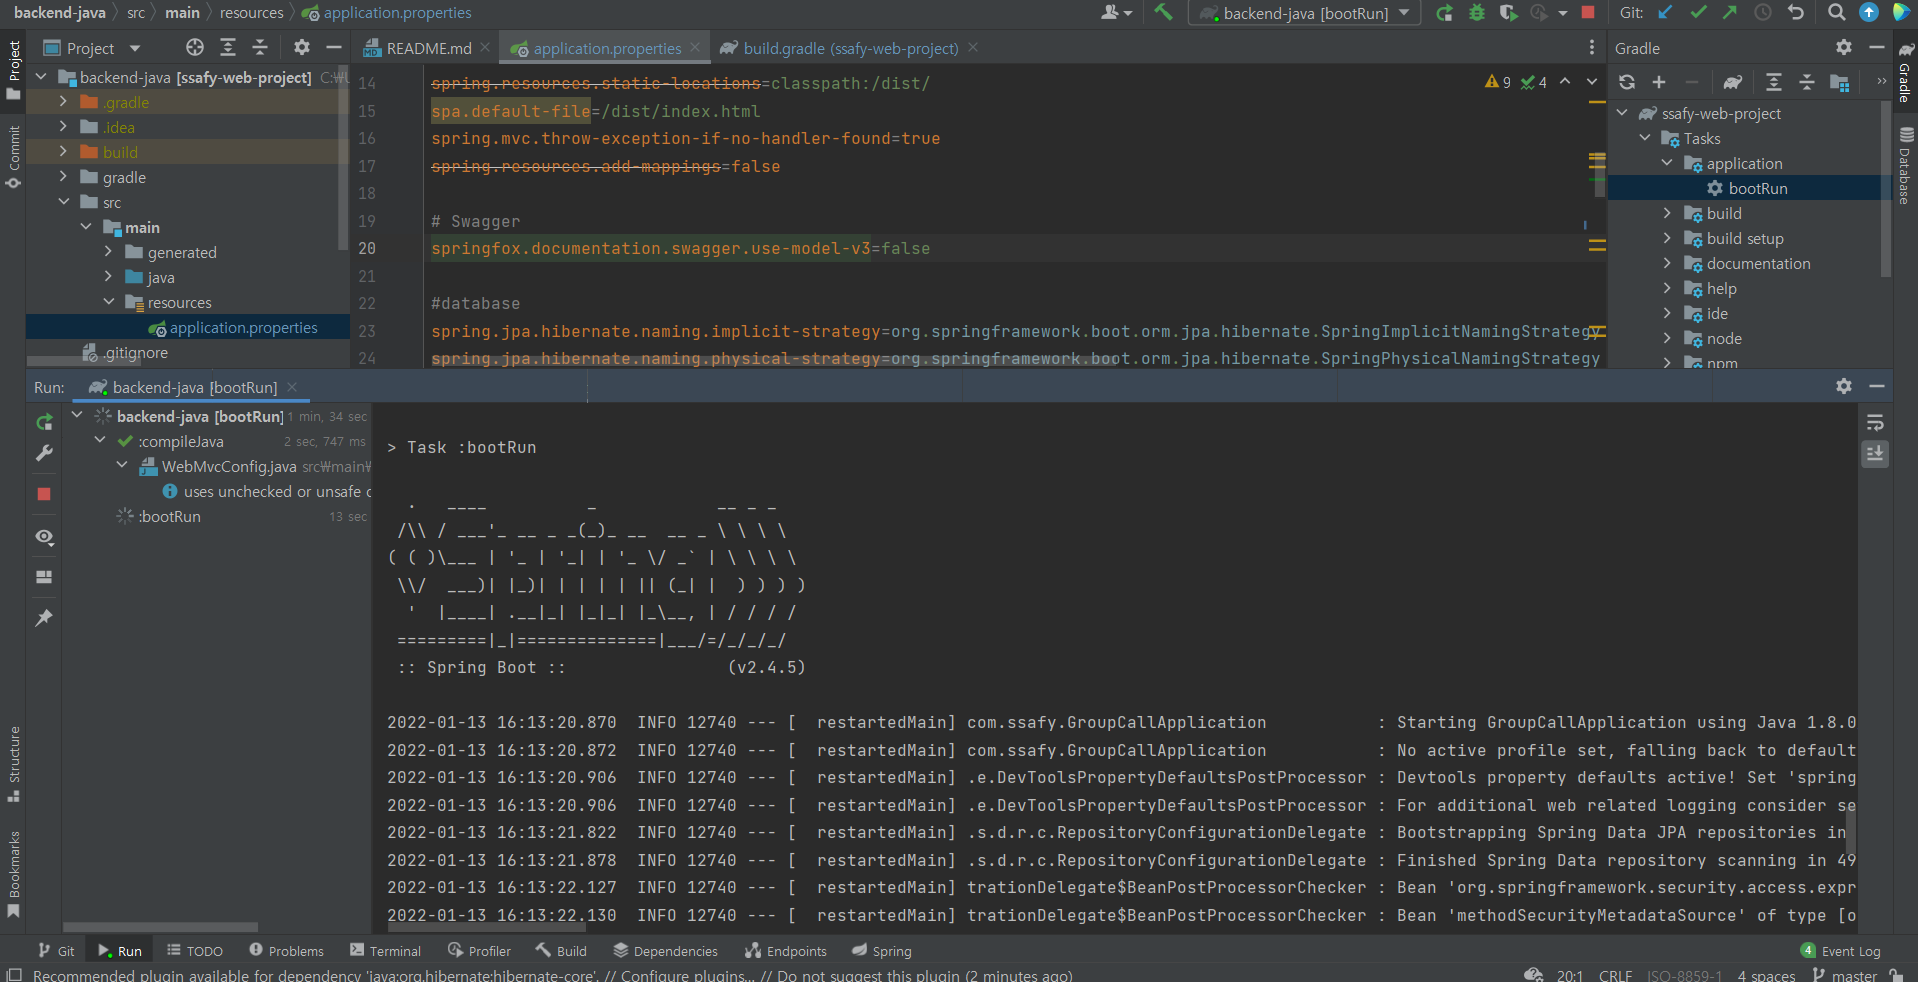 backend-java src main resources application.properties
backend-java [bootRun]
Git:
Project
README.md
application.properties
build.gradle (ssafy-web-project)
Gradle
Project
Commit
Structure
Bookmarks
backend-java [ssafy-web-project] C:₩
.gradle
.idea
build
gradle
src
main
generated
java
resources
application.properties
.gitignore
14 spring.resources.static-locations=classpath:/dist/
15 spa.default-file=/dist/index.html
16 spring.mvc.throw-exception-if-no-handler-found=true
17 spring.resources.add-mappings=false
18
19 # Swagger
20 springfox.documentation.swagger.use-model-v3=false
21
22 #database
23 spring.jpa.hibernate.naming.implicit-strategy=org.springframework.boot.orm.jpa.hibernate.SpringImplicitNamingStrategy
24 spring.jpa.hibernate.naming.physical-strategy=org.springframework.boot.orm.jpa.hibernate.SpringPhysicalNamingStrategy
9 4
ssafy-web-project
Tasks
application
bootRun
build
build setup
documentation
help
ide
node
npm
Gradle
Database
Run: backend-java [bootRun]
backend-java [bootRun] 1 min, 34 sec
:compileJava 2 sec, 747 ms
WebMvcConfig.java src₩main₩
uses unchecked or unsafe
:bootRun 13 sec
> Task :bootRun
:: Spring Boot :: (v2.4.5)
2022-01-13 16:13:20.870 INFO 12740 --- [ restartedMain] com.ssafy.GroupCallApplication : Starting GroupCallApplication using Java 1.8.0
2022-01-13 16:13:20.872 INFO 12740 --- [ restartedMain] com.ssafy.GroupCallApplication : No active profile set, falling back to default
2022-01-13 16:13:20.906 INFO 12740 --- [ restartedMain] .e.DevToolsPropertyDefaultsPostProcessor : Devtools property defaults active! Set 'spring
2022-01-13 16:13:20.906 INFO 12740 --- [ restartedMain] .e.DevToolsPropertyDefaultsPostProcessor : For additional web related logging consider se
2022-01-13 16:13:21.822 INFO 12740 --- [ restartedMain] .s.d.r.c.RepositoryConfigurationDelegate : Bootstrapping Spring Data JPA repositories in
2022-01-13 16:13:21.878 INFO 12740 --- [ restartedMain] .s.d.r.c.RepositoryConfigurationDelegate : Finished Spring Data repository scanning in 49
2022-01-13 16:13:22.127 INFO 12740 --- [ restartedMain] trationDelegate$BeanPostProcessorChecker : Bean 'org.springframework.security.access.expr
2022-01-13 16:13:22.130 INFO 12740 --- [ restartedMain] trationDelegate$BeanPostProcessorChecker : Bean 'methodSecurityMetadataSource' of type [o
Git Run TODO Problems Terminal Profiler Build Dependencies Endpoints Spring 4 Event Log
Recommended plugin available for dependency 'java:org.hibernate:hibernate-core'. // Configure plugins... // Do not suggest this plugin (2 minutes ago) 20:1 CRLF ISO-8859-1 4 spaces master